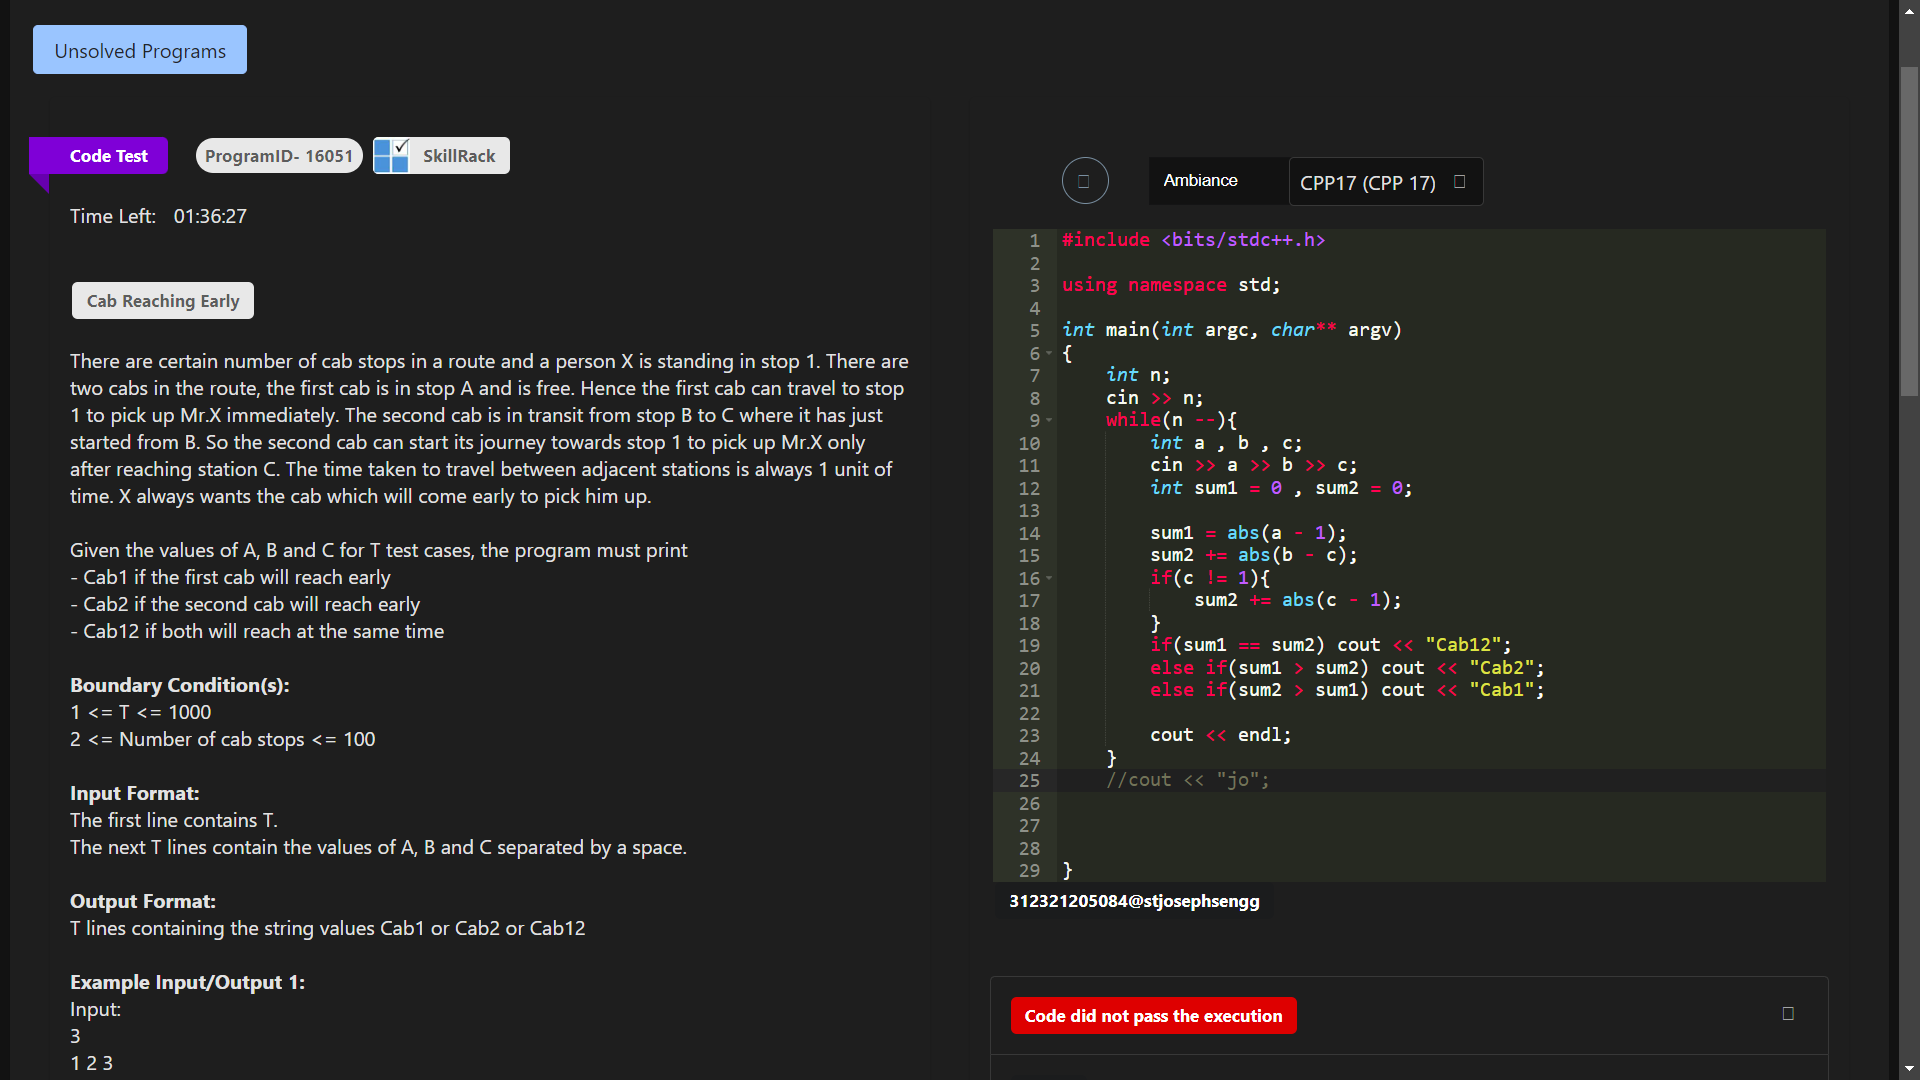 Unsolved Programs
Code Test
ProgramID- 16051
SkillRack
Time Left: 01:36:27
Cab Reaching Early
There are certain number of cab stops in a route and a person X is standing in stop 1. There are
two cabs in the route, the first cab is in stop A and is free. Hence the first cab can travel to stop
1 to pick up Mr.X immediately. The second cab is in transit from stop B to C where it has just
started from B. So the second cab can start its journey towards stop 1 to pick up Mr.X only
after reaching station C. The time taken to travel between adjacent stations is always 1 unit of
time. X always wants the cab which will come early to pick him up.
Given the values of A, B and C for T test cases, the program must print
- Cab1 if the first cab will reach early
- Cab2 if the second cab will reach early
- Cab12 if both will reach at the same time
Boundary Condition(s):
1 <= T <= 1000
2 <= Number of cab stops <= 100
Input Format:
The first line contains T.
The next T lines contain the values of A, B and C separated by a space.
Output Format:
T lines containing the string values Cab1 or Cab2 or Cab12
Example Input/Output 1:
Input:
3
1 2 3
Ambiance
CPP17 (CPP 17)
1 #include <bits/stdc++.h>
2
3 using namespace std;
4
5 int main(int argc, char** argv)
6 {
7 int n;
8 cin >> n;
9 while(n --){
10 int a , b , c;
11 cin >> a >> b >> c;
12 int sum1 = 0 , sum2 = 0;
13
14 sum1 = abs(a - 1);
15 sum2 += abs(b - c);
16 if(c != 1){
17 sum2 += abs(c - 1);
18 }
19 if(sum1 == sum2) cout << "Cab12";
20 else if(sum1 > sum2) cout << "Cab2";
21 else if(sum2 > sum1) cout << "Cab1";
22
23 cout << endl;
24 }
25 //cout << "jo";
26
27
28
29 }
312321205084@stjosephsengg
Code did not pass the execution